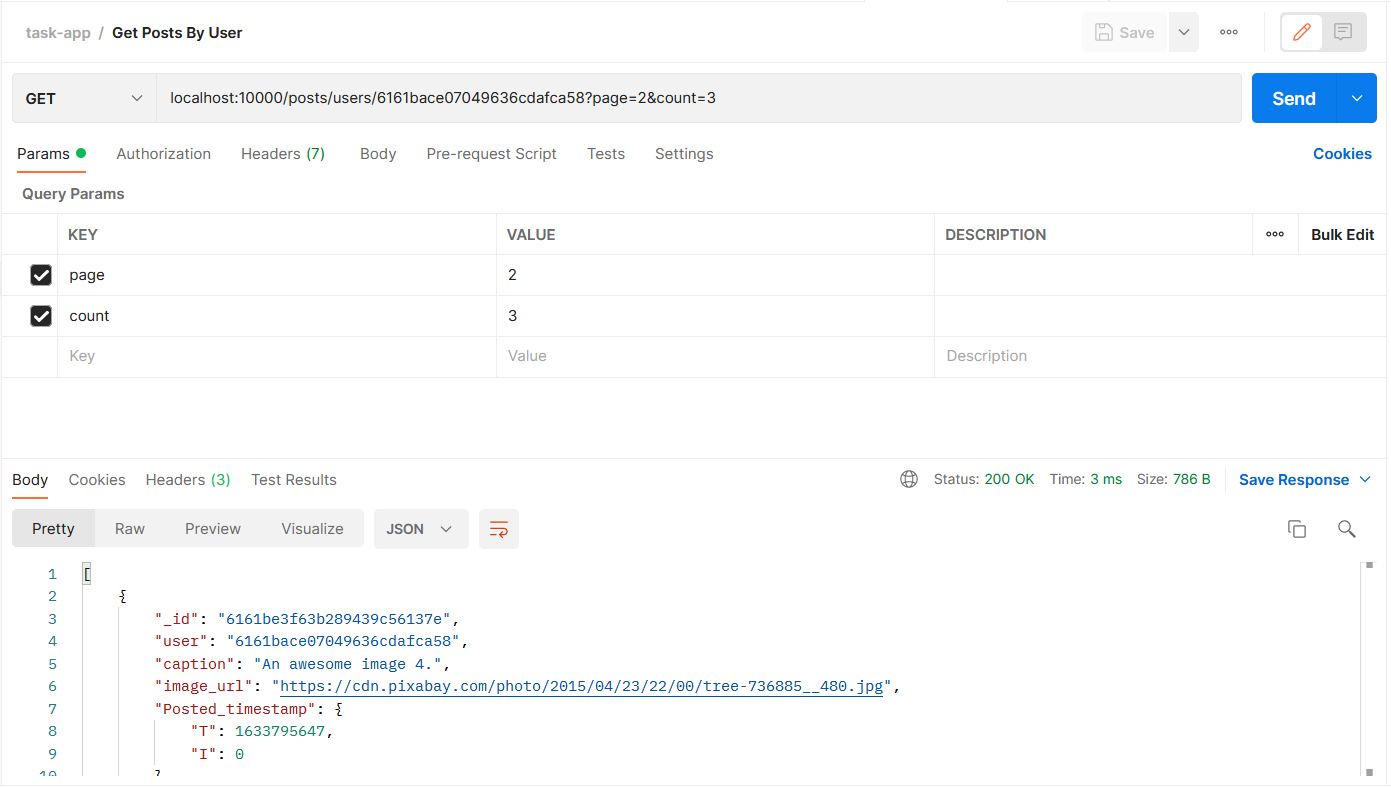 task-app / Get Posts By User
Save
GET
localhost:10000/posts/users/6161bace07049636cdafca58?page=2&count=3
Send
Params Authorization Headers (7) Body Pre-request Script Tests Settings Cookies
Query Params
KEY VALUE DESCRIPTION Bulk Edit
page 2
count 3
Key Value Description
Body Cookies Headers (3) Test Results Status: 200 OK Time: 3 ms Size: 786 B Save Response
Pretty Raw Preview Visualize JSON
1 [
2 {
3 "_id": "6161be3f63b289439c56137e",
4 "user": "6161bace07049636cdafca58",
5 "caption": "An awesome image 4.",
6 "image_url": "https://cdn.pixabay.com/photo/2015/04/23/22/00/tree-736885__480.jpg",
7 "Posted_timestamp": {
8 "T": 1633795647,
9 "I": 0
10 }